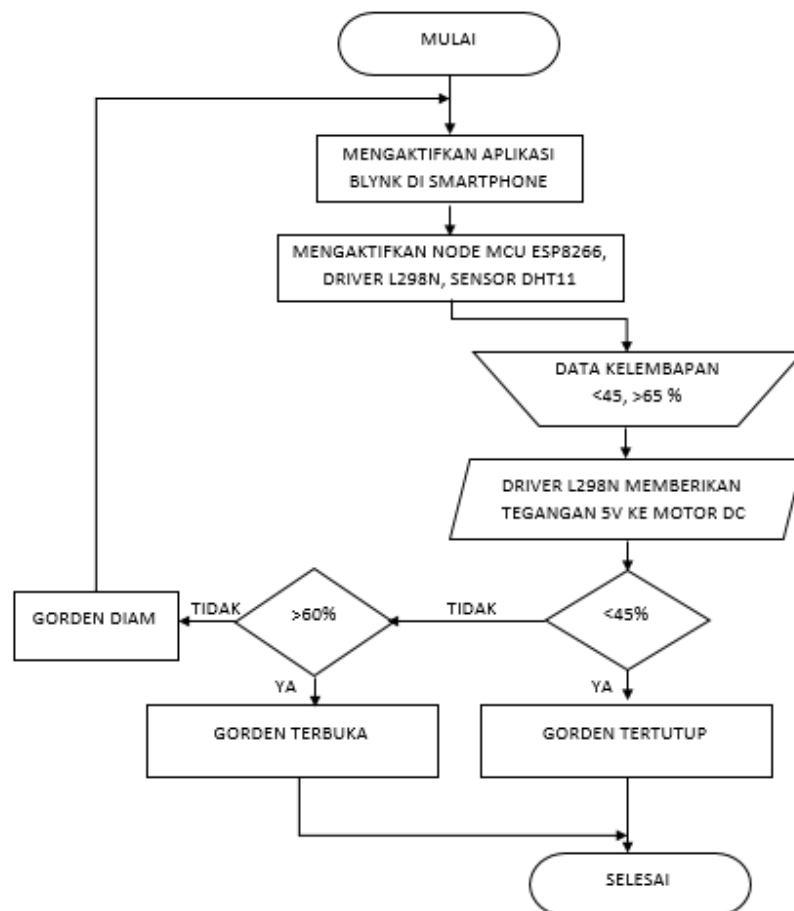 MULAI
MENGAKTIFKAN APLIKASI
BLYNK DI SMARTPHONE
MENGAKTIFKAN NODE MCU ESP8266,
DRIVER L298N, SENSOR DHT11
DATA KELEMBAPAN
<45, >65 %
DRIVER L298N MEMBERIKAN
TEGANGAN 5V KE MOTOR DC
<45%
TIDAK
>60%
TIDAK
GORDEN DIAM
YA
YA
GORDEN TERBUKA
GORDEN TERTUTUP
SELESAI